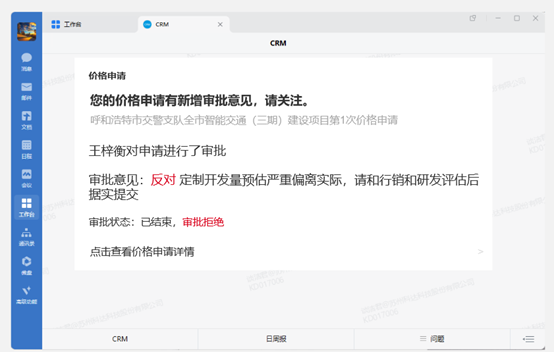 工作台
CRM
CRM
消息
邮件
文档
日程
会议
工作台
通讯录
微盘
高级功能
价格申请
您的价格申请有新增审批意见，请关注。
呼和浩特市交警支队全市智能交通（三期）建设项目第1次价格申请
王梓衡对申请进行了审批
审批意见：反对 定制开发量预估严重偏离实际，请和行销和研发评估后
据实提交
审批状态：已结束，审批拒绝
点击查看价格申请详情
CRM
日周报
问题